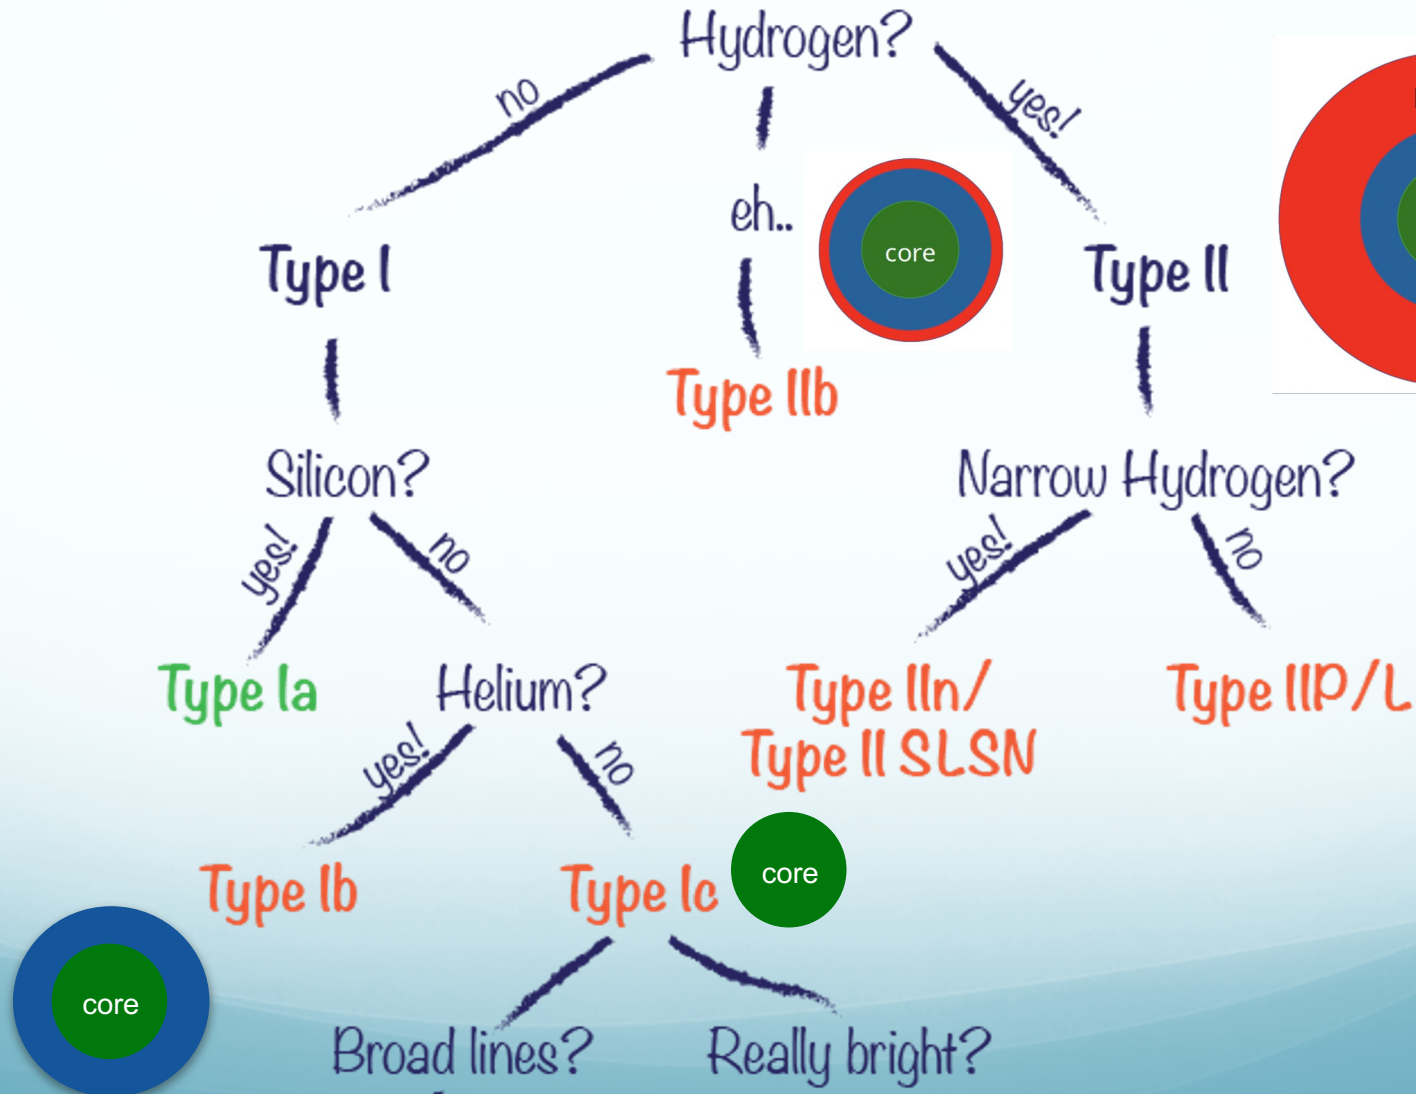 Hydrogen?
no
yes!
eh..
core
Type I
Type II
Type IIb
Silicon?
Narrow Hydrogen?
yes!
no
yes!
no
Type Ia
Helium?
Type IIn/
Type II SLSN
Type IIP/L
yes!
no
Type Ib
Type Ic
core
core
Broad lines?
Really bright?